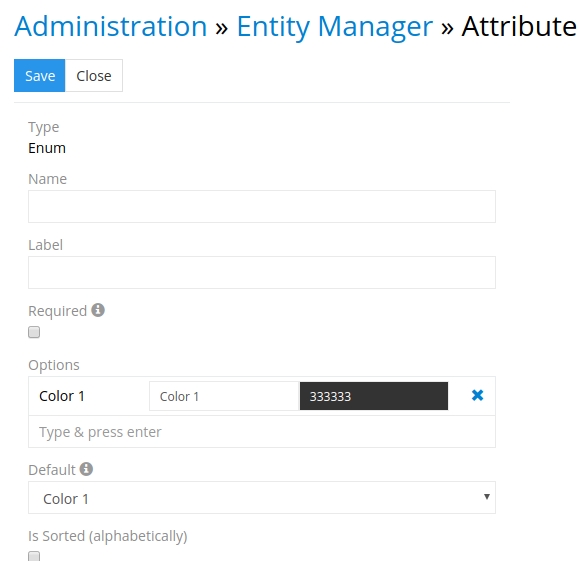 Administration » Entity Manager » Attribute
Save Close
Type
Enum
Name
Label
Required
Options
Color 1 Color 1 333333
Type & press enter
Default
Color 1
Is Sorted (alphabetically)